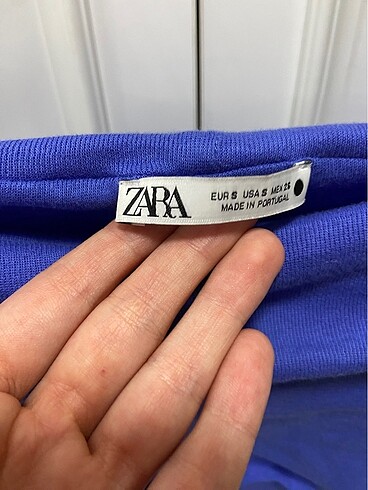 ZARA
EUR S USA S MEX 26
MADE IN PORTUGAL